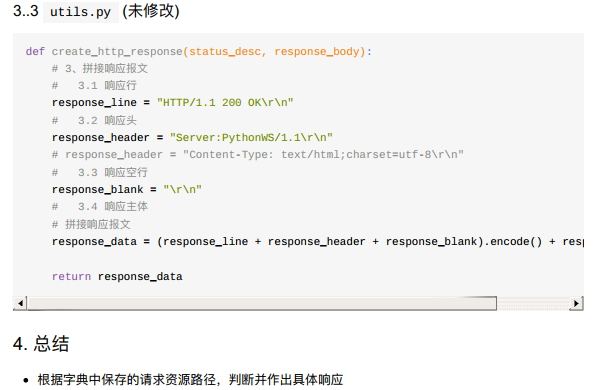 3..3 utils.py (未修改)
def create_http_response(status_desc, response_body):
# 3、拼接响应报文
#   3.1 响应行
response_line = "HTTP/1.1 200 OK\r\n"
#   3.2 响应头
response_header = "Server:PythonWS/1.1\r\n"
# response_header = "Content-Type: text/html;charset=utf-8\r\n"
#   3.3 响应空行
response_blank = "\r\n"
#   3.4 响应主体
# 拼接响应报文
response_data = (response_line + response_header + response_blank).encode() + resp
return response_data
4. 总结
• 根据字典中保存的请求资源路径，判断并作出具体响应